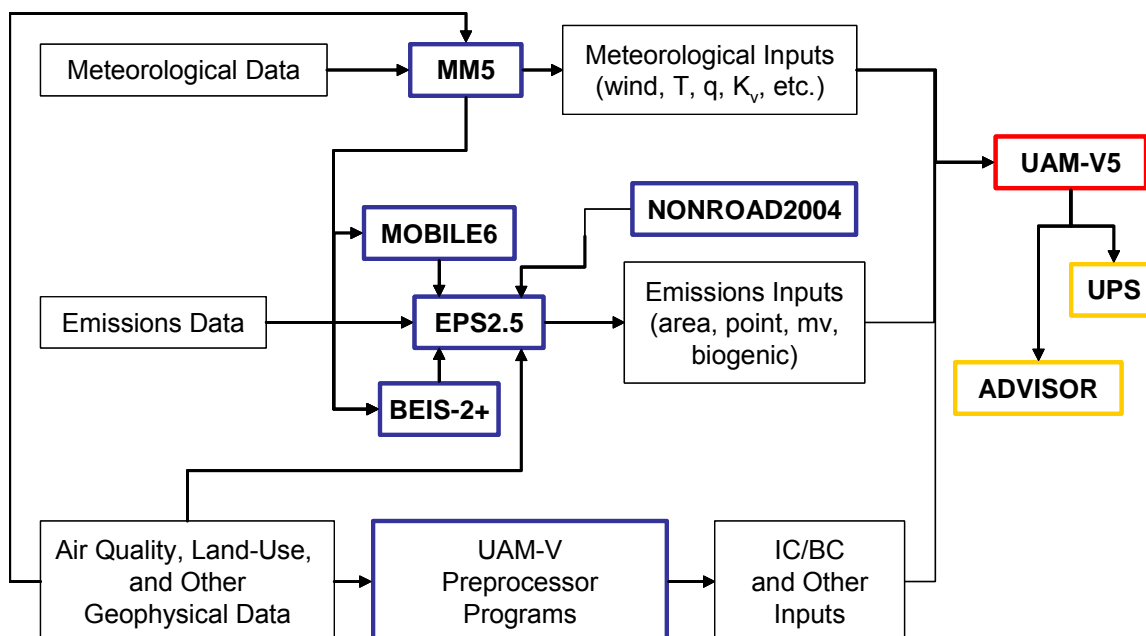 Meteorological Data
MM5
Meteorological Inputs
(wind, T, q, Kv, etc.)
UAM-V5
NONROAD2004
MOBILE6
UPS
Emissions Data
EPS2.5
Emissions Inputs
(area, point, mv,
biogenic)
ADVISOR
BEIS-2+
Air Quality, Land-Use,
and Other
Geophysical Data
UAM-V
Preprocessor
Programs
IC/BC
and Other
Inputs